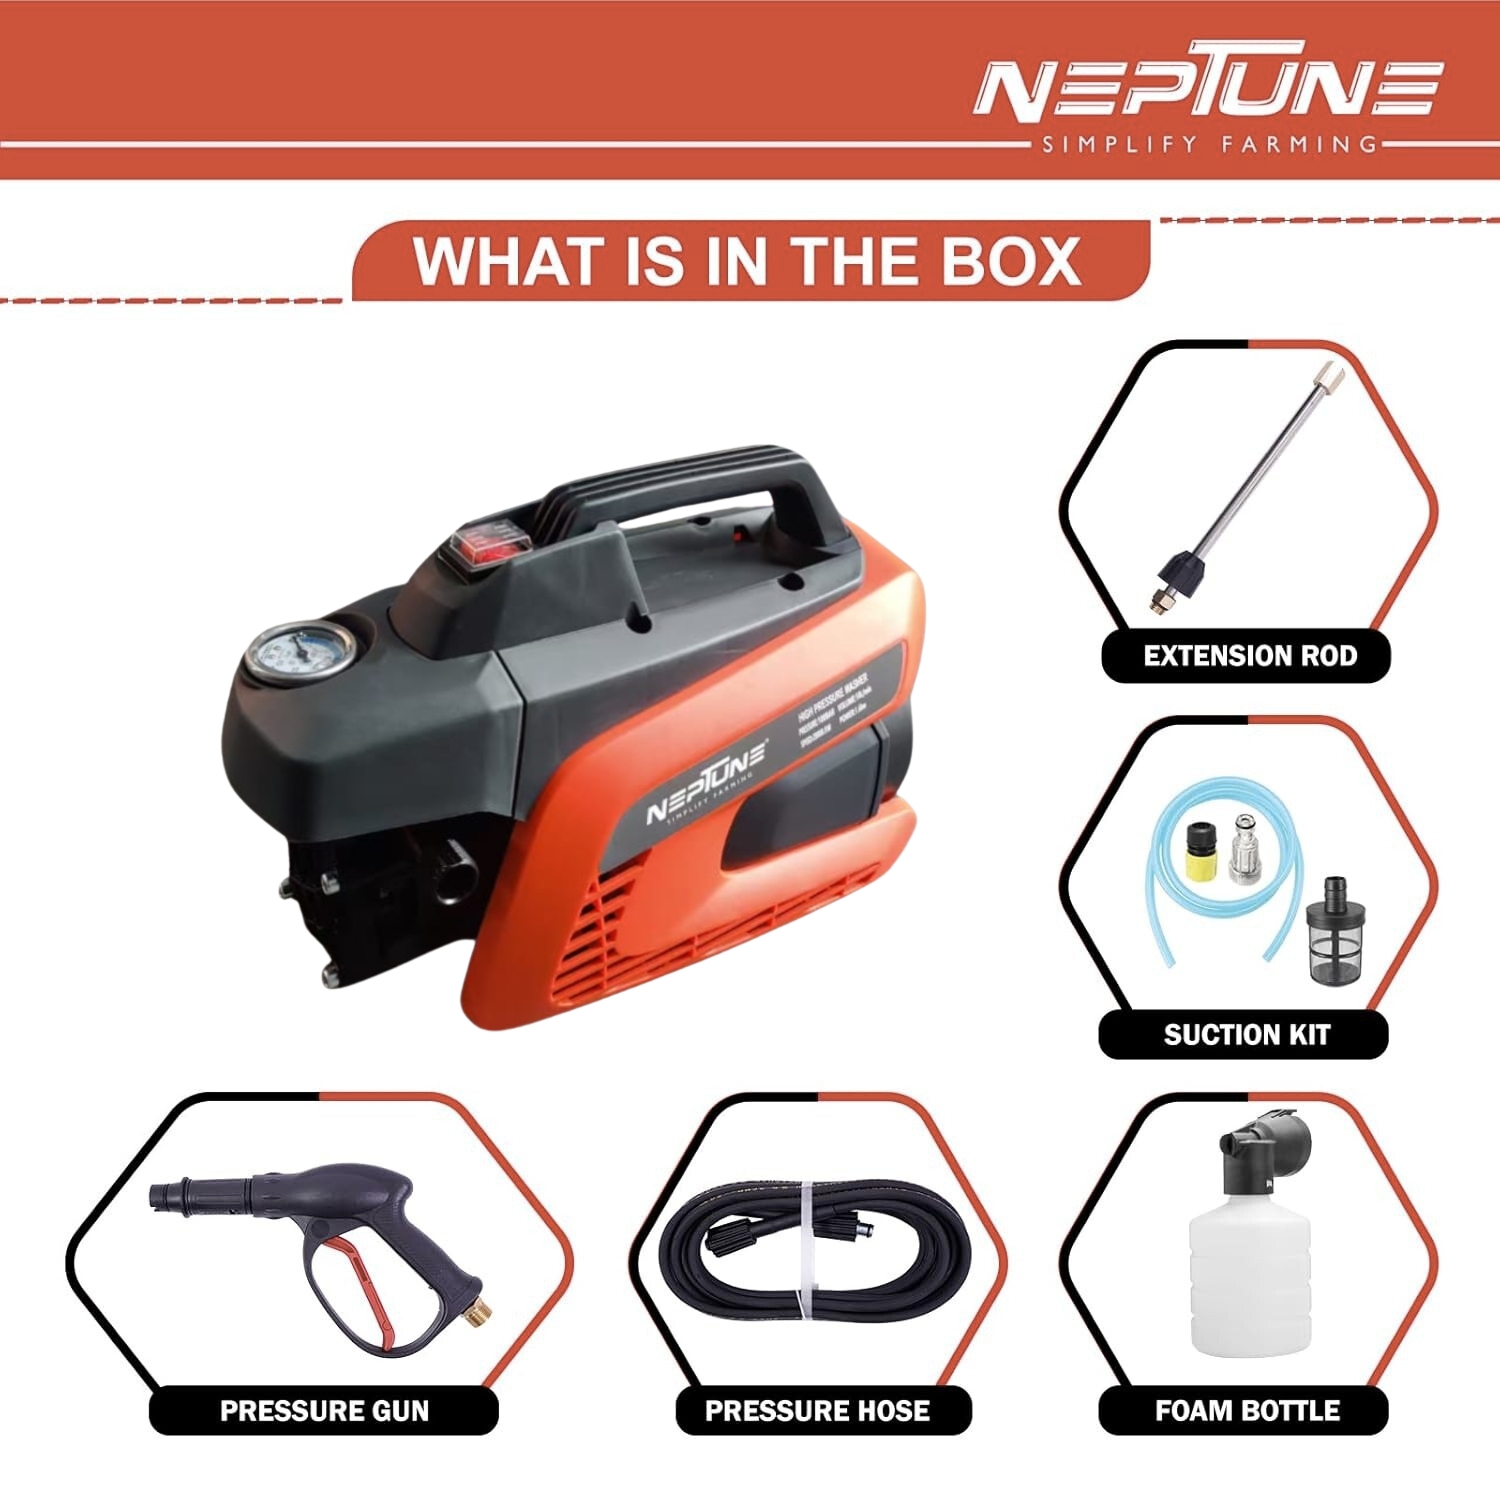 NEPTUNE
SIMPLIFY FARMING
WHAT IS IN THE BOX
EXTENSION ROD
HIGH PRESSURE WASHER
NEPTUNE
SIMPLIFY FARMING
SUCTION KIT
PRESSURE GUN
PRESSURE HOSE
FOAM BOTTLE